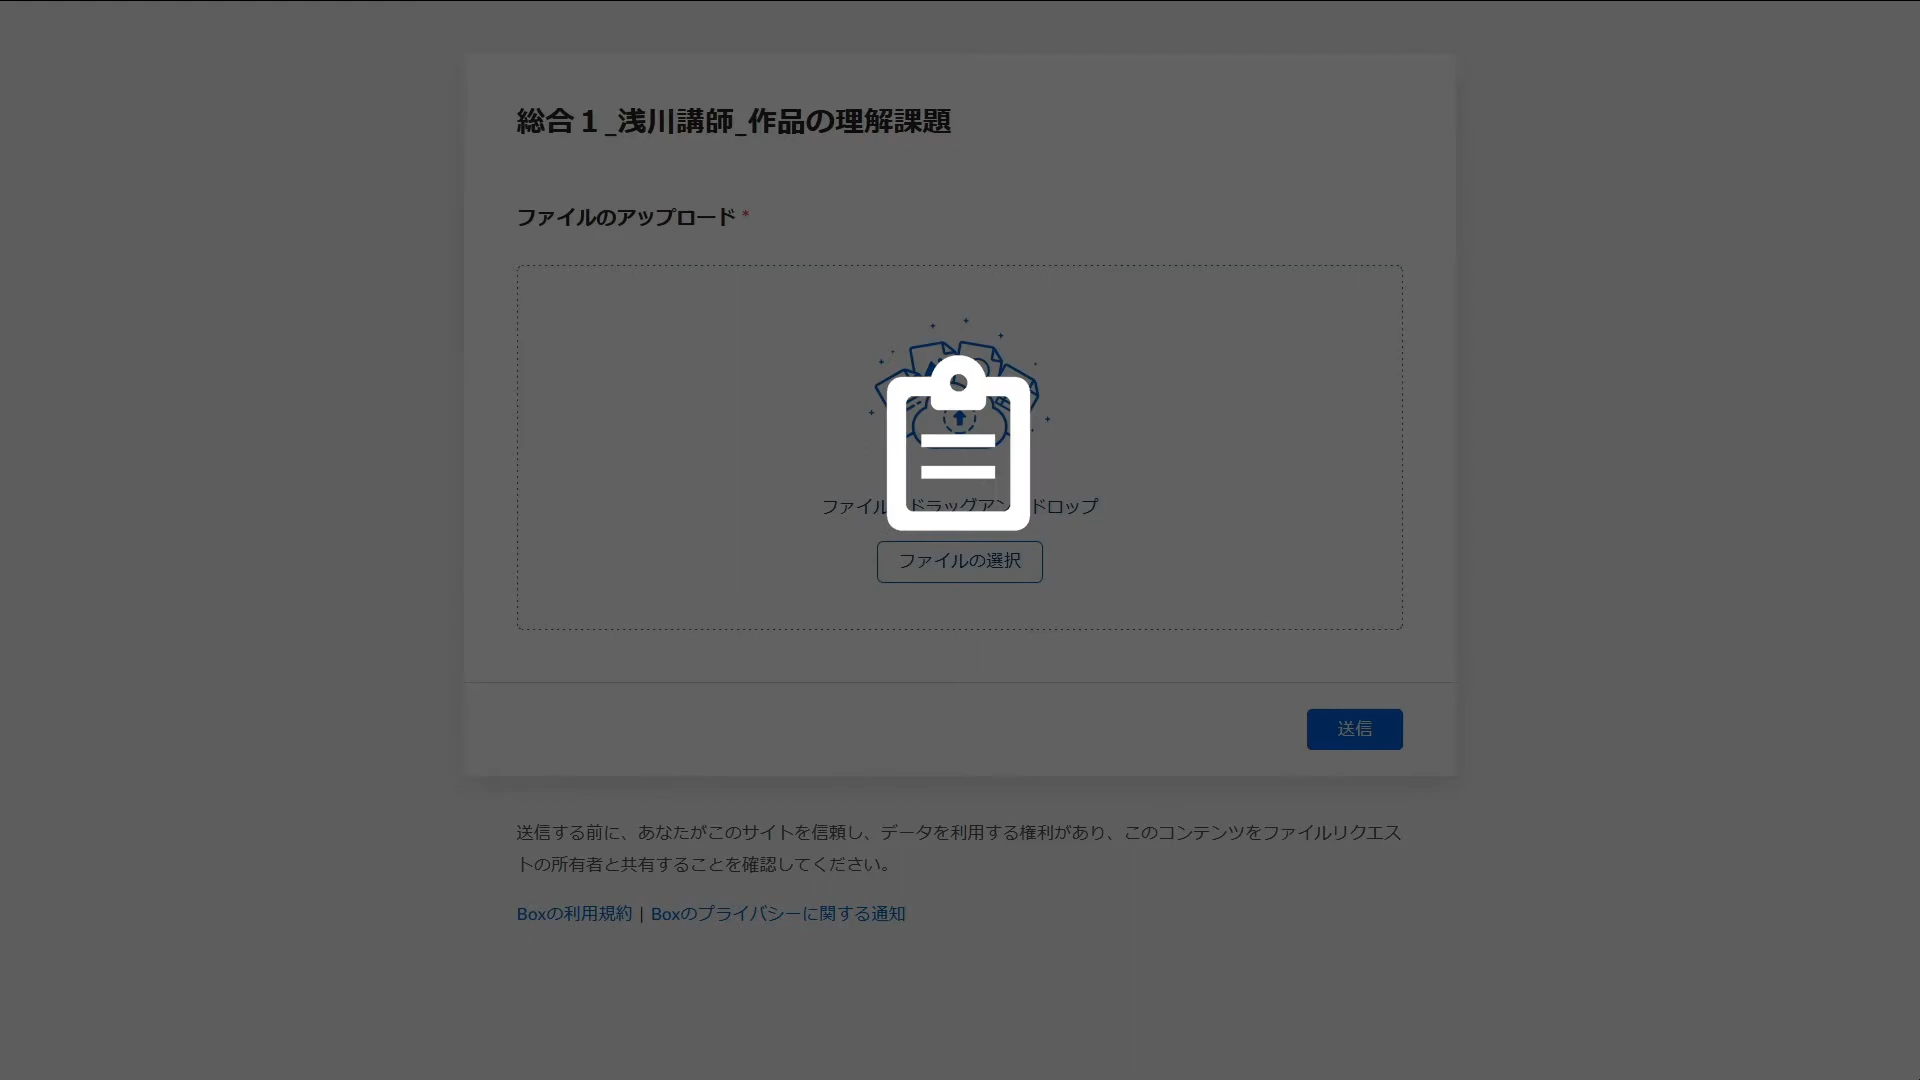 総合１_浅川講師_作品の理解課題
ファイルのアップロード *
ファイル ドラッグアン ドロップ
ファイルの選択
送信
送信する前に、あなたがこのサイトを信頼し、データを利用する権利があり、このコンテンツをファイルリクエス
トの所有者と共有することを確認してください。
Boxの利用規約 | Boxのプライバシーに関する通知